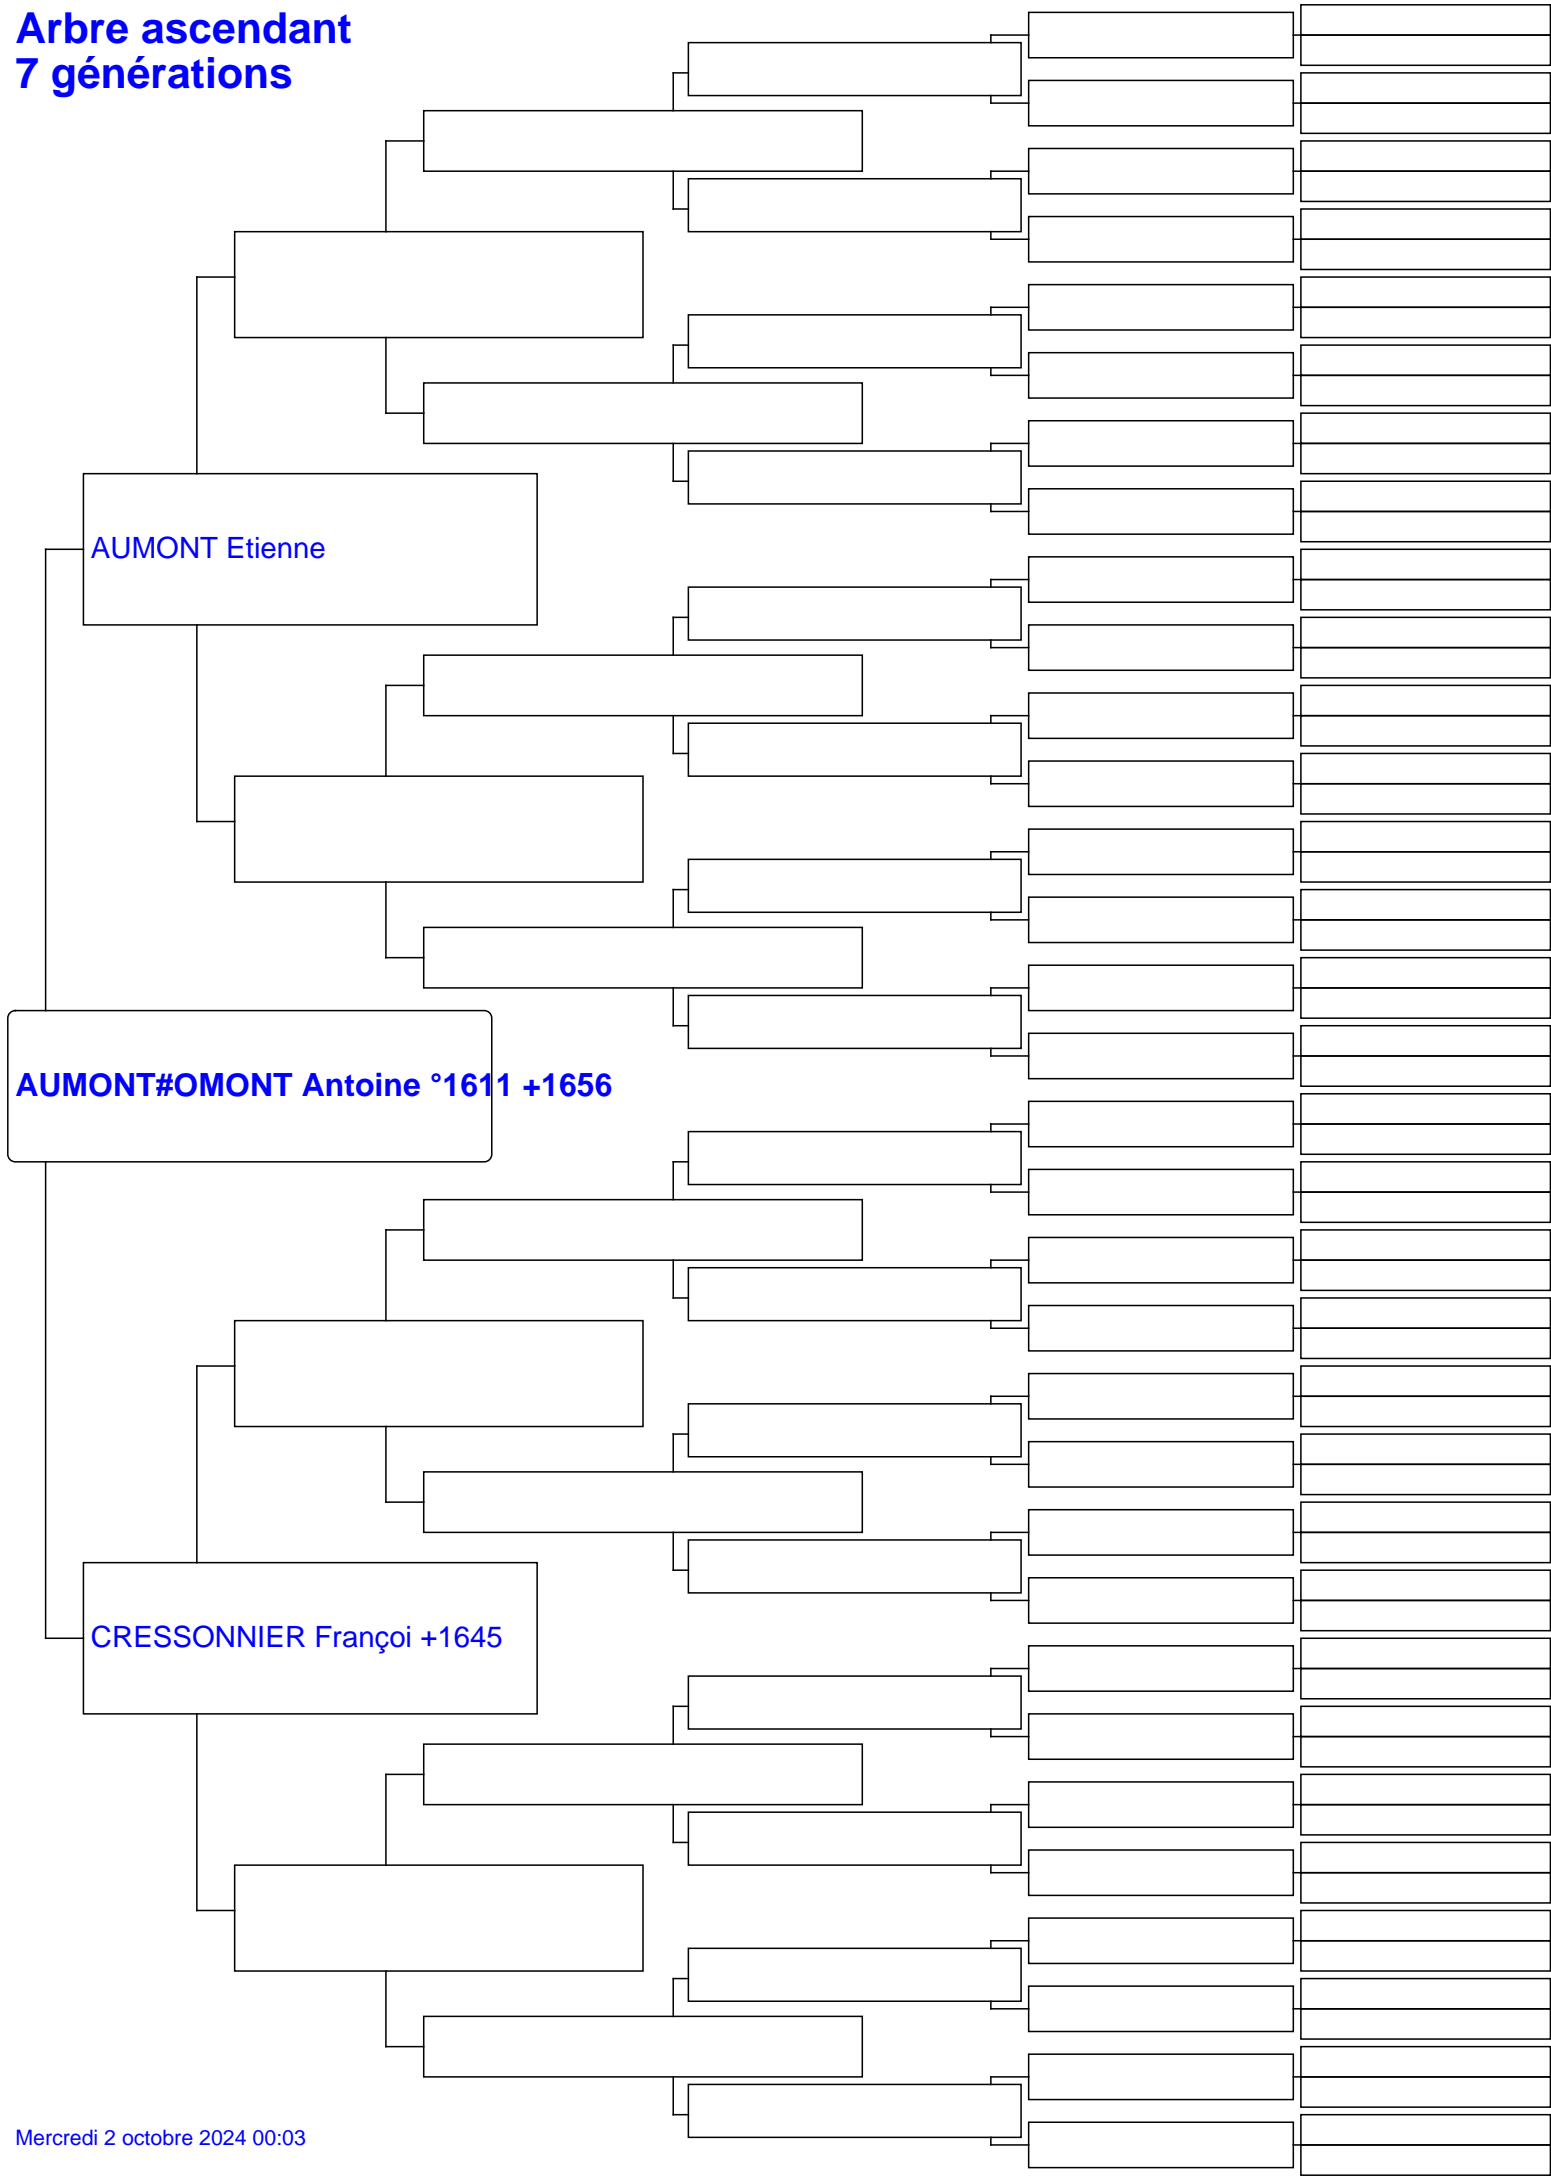 Arbre ascendant
7 générations
AUMONT Etienne
AUMONT#OMONT Antoine °1611 +1656
CRESSONNIER Françoi +1645
Mercredi 2 octobre 2024 00:03